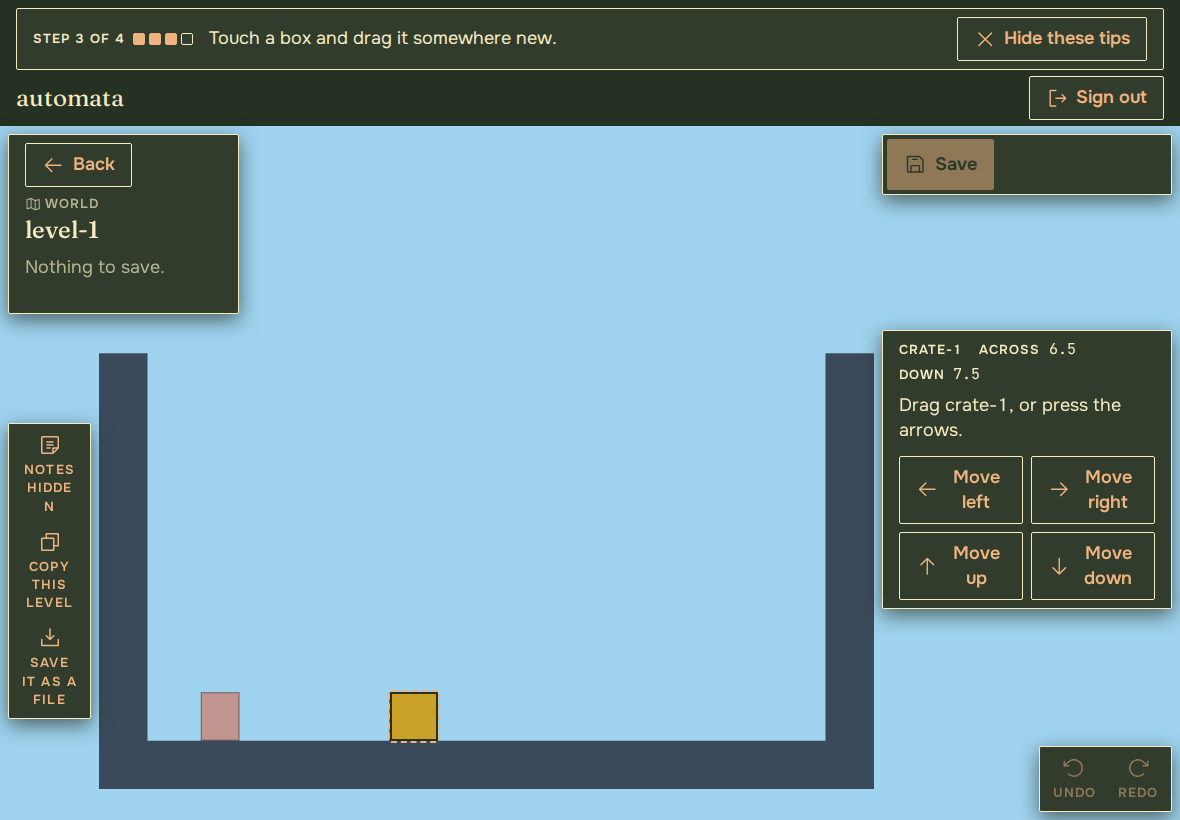 STEP 3 OF 4
Touch a box and drag it somewhere new.
Hide these tips
automata
Sign out
Back
WORLD
level-1
Nothing to save.
Save
CRATE-1 ACROSS 6.5
DOWN 7.5
Drag crate-1, or press the
arrows.
Move
left
Move
right
Move
up
Move
down
NOTES
HIDDE
N
COPY
THIS
LEVEL
SAVE
IT AS A
FILE
UNDO
REDO